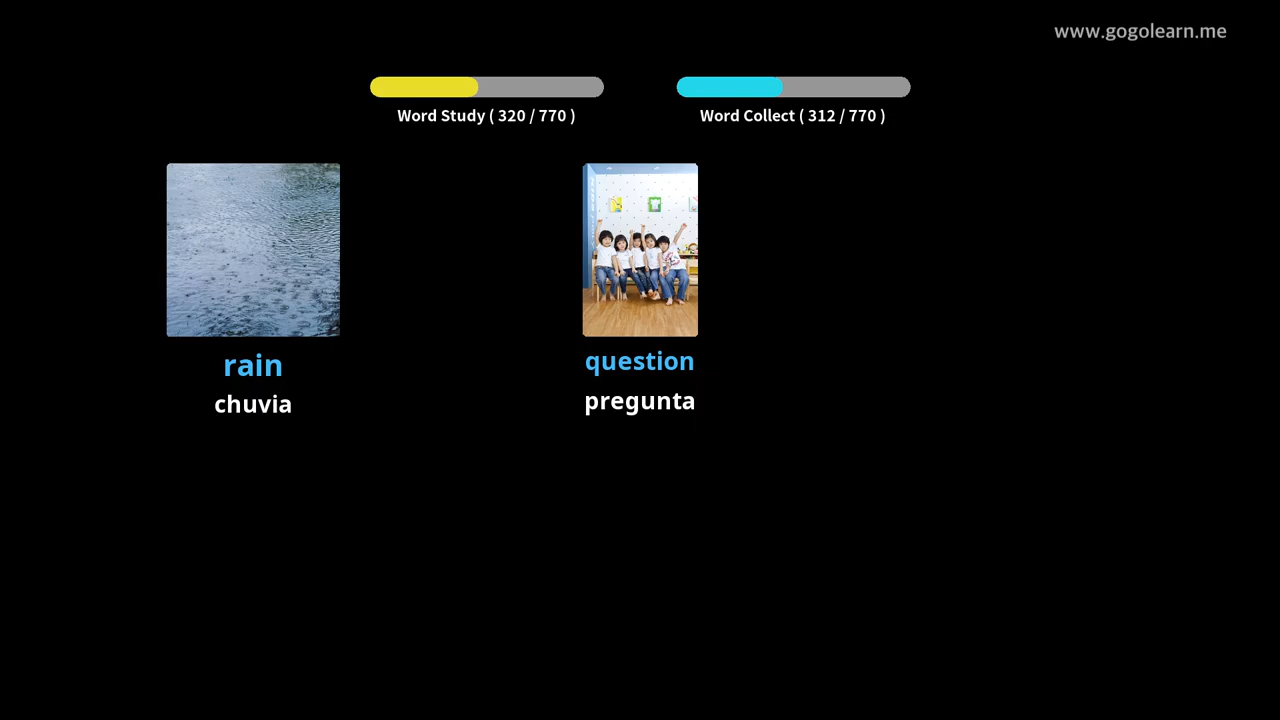 www.gogolearn.me
Word Study ( 320 / 770 )
Word Collect ( 312 / 770 )
rain
chuvia
question
pregunta